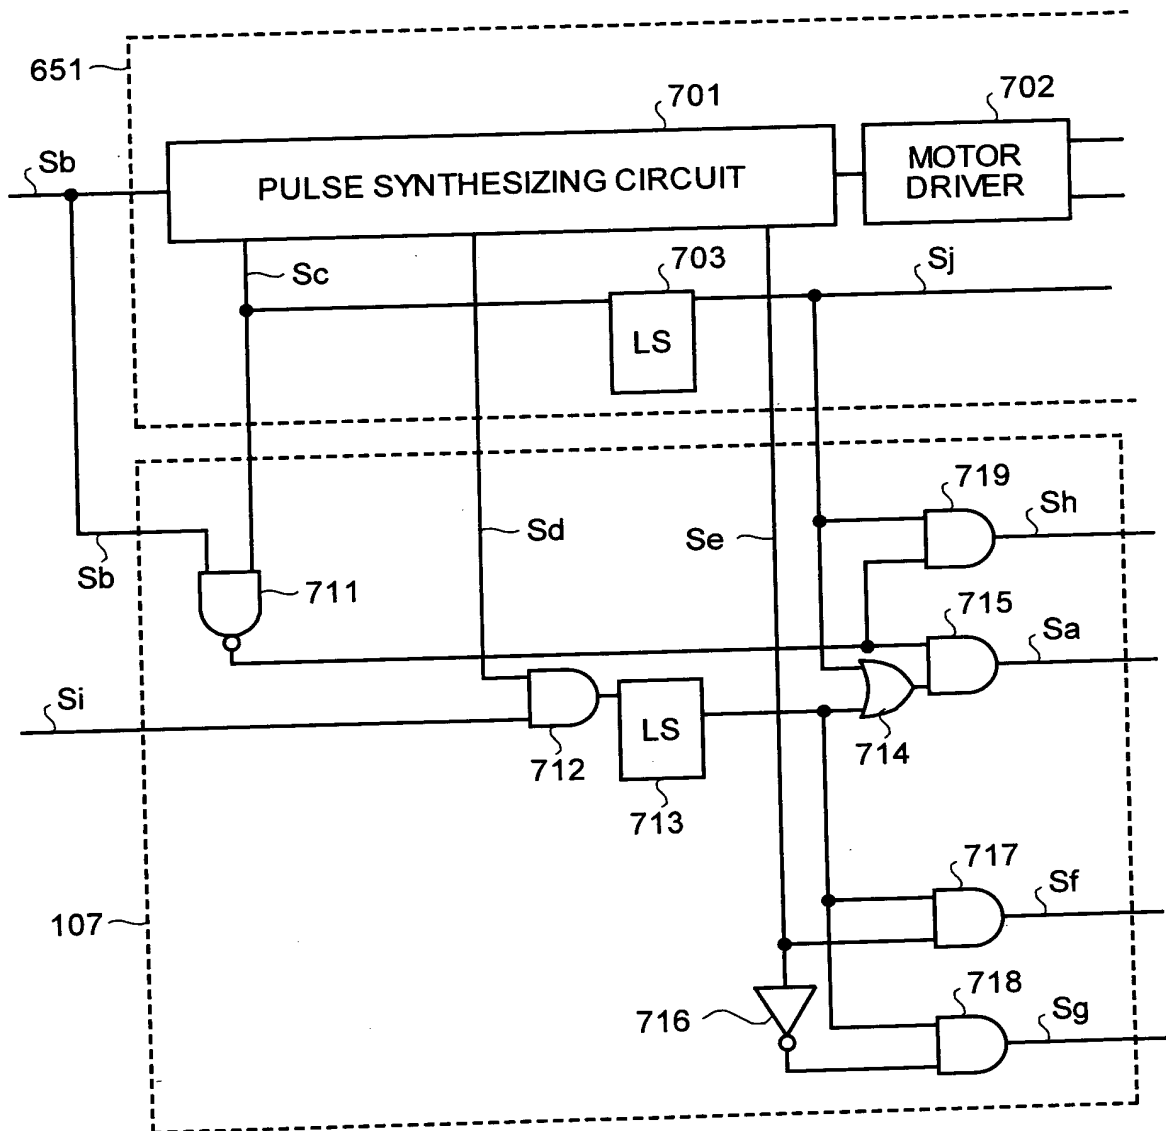 651
701
702
Sb
PULSE SYNTHESIZING CIRCUIT
MOTOR
DRIVER
Sc
703
Sj
LS
719
Sd
Se
Sh
Sb
711
715
Sa
Si
LS
712
714
713
717
Sf
107
718
716
Sg